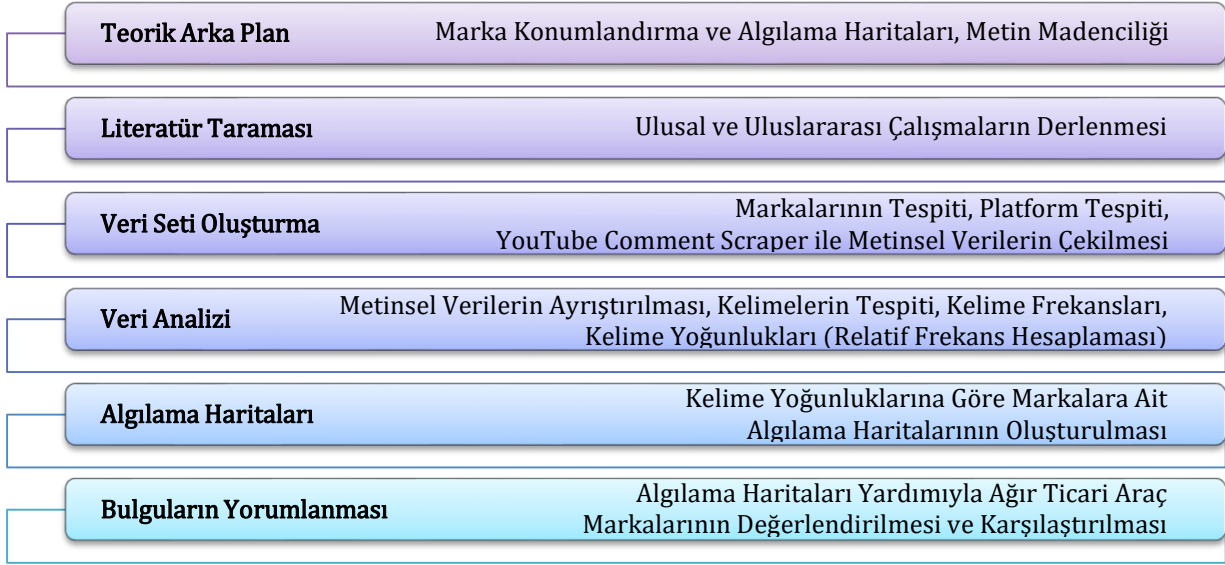 Teorik Arka Plan
Marka Konumlandırma ve Algılama Haritaları, Metin Madenciliği
Literatür Taraması
Ulusal ve Uluslararası Çalışmaların Derlenmesi
Veri Seti Oluşturma
Markalarının Tespiti, Platform Tespiti,
YouTube Comment Scraper ile Metinsel Verilerin Çekilmesi
Veri Analizi
Metinsel Verilerin Ayrıştırılması, Kelimelerin Tespiti, Kelime Frekansları,
Kelime Yoğunlukları (Relatif Frekans Hesaplaması)
Algılama Haritaları
Kelime Yoğunluklarına Göre Markalara Ait
Algılama Haritalarının Oluşturulması
Bulguların Yorumlanması
Algılama Haritaları Yardımıyla Ağır Ticari Araç
Markalarının Değerlendirilmesi ve Karşılaştırılması